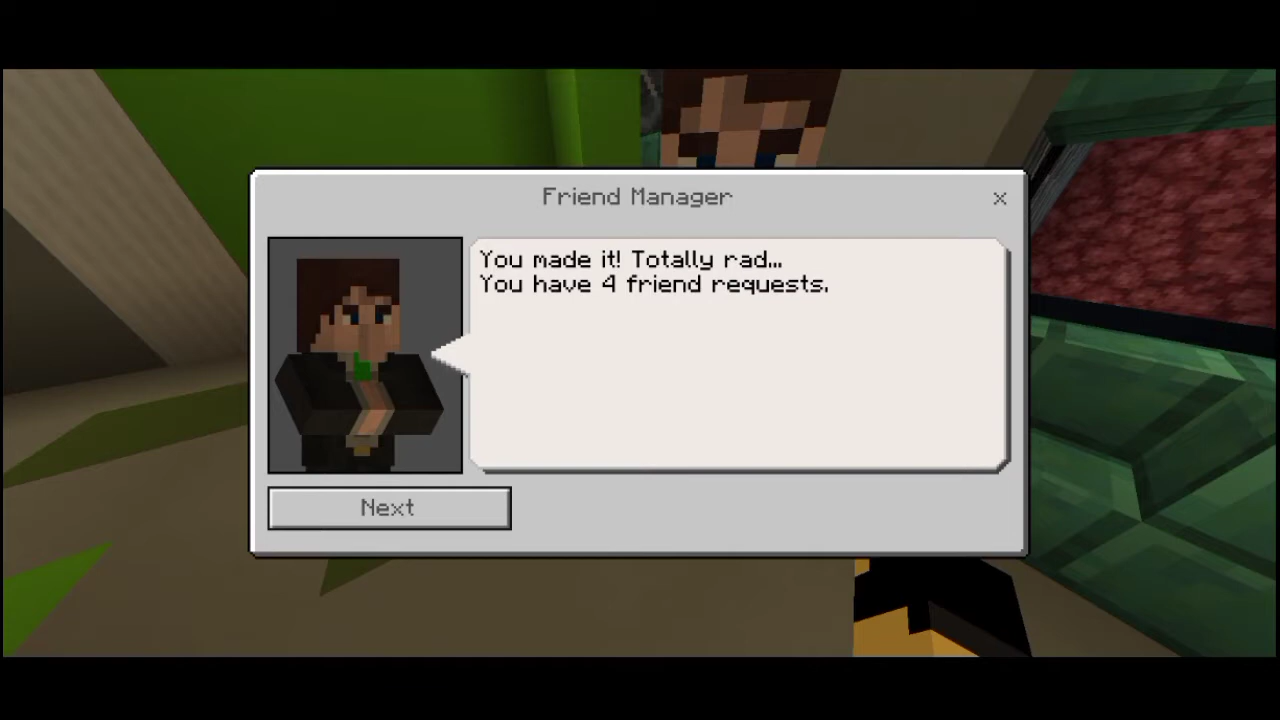 Friend Manager
x
You made it! Totally rad...
You have 4 friend requests.
Next